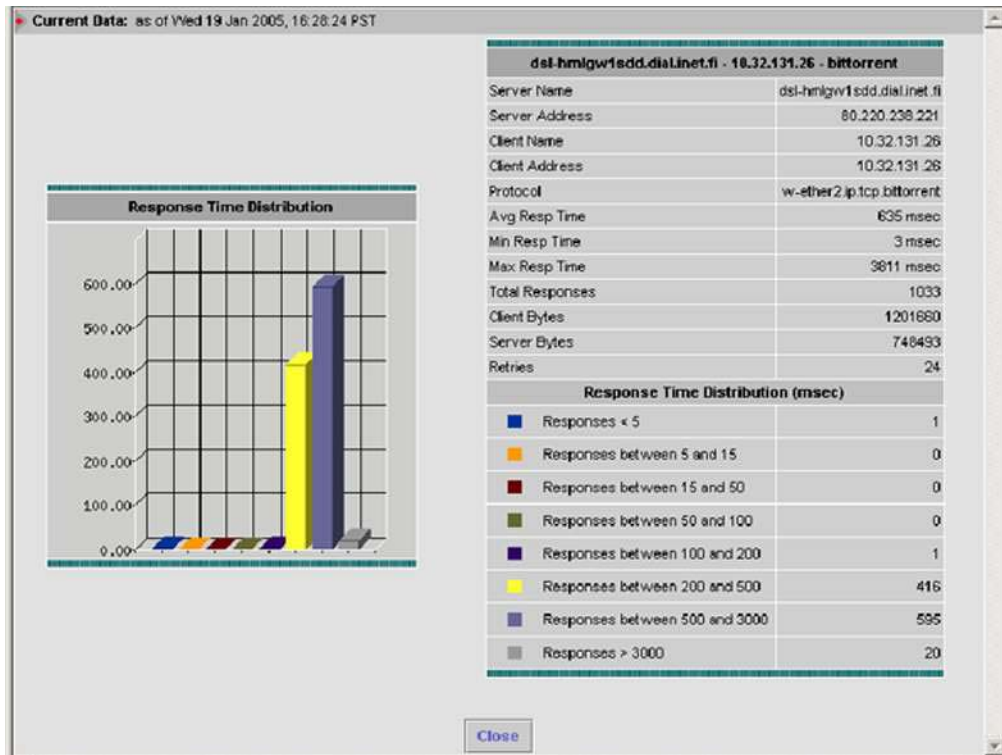 Current Data: as of Wed 19 Jan 2005, 16:28:24 PST
Response Time Distribution
600.00
500.00
400.00
300.00
200.00
100.00
0.00
dsl-hmlgw1sdd.dial.inet.fi - 10.32.131.26 - bittorrent
Server Name dsl-hmlgw1sdd.dial.inet.fi
Server Address 80.220.238.221
Client Name 10.32.131.26
Client Address 10.32.131.26
Protocol w-ether2.ip.tcp.bittorrent
Avg Resp Time 635 msec
Min Resp Time 3 msec
Max Resp Time 3811 msec
Total Responses 1033
Client Bytes 1201660
Server Bytes 748493
Retries 24
Response Time Distribution (msec)
Responses < 5 1
Responses between 5 and 15 0
Responses between 15 and 50 0
Responses between 50 and 100 0
Responses between 100 and 200 1
Responses between 200 and 500 416
Responses between 500 and 3000 595
Responses > 3000 20
Close